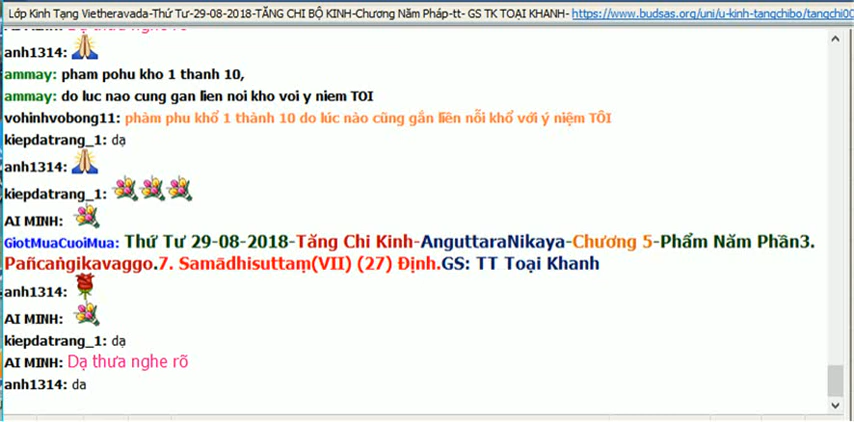 Lớp Kinh Tạng Vietheravada-Thứ Tư-29-08-2018-TĂNG CHI BỘ KINH-Chương Năm Pháp-tt- GS TK TOẠI KHANH- https://www.budsas.org/uni/u-kinh-tangchibo/tangchi0
anh1314:
ammay: pham pohu kho 1 thanh 10,
ammay: do luc nao cung gan lien noi kho voi y niem TOI
vohinhvobong11: phàm phu khổ 1 thành 10 do lúc nào cũng gắn liền nỗi khổ với ý niệm TÔI
kiepdatrang_1: dạ
anh1314:
kiepdatrang_1:
AI MINH:
GiotMuaCuoiMua: Thứ Tư 29-08-2018-Tăng Chi Kinh-AnguttaraNikaya-Chương 5-Phẩm Năm Phần3.
Pañcaṅgikavaggo.7. Samādhisuttaṃ(VII) (27) Định.GS: TT Toại Khanh
anh1314:
AI MINH:
kiepdatrang_1: dạ
AI MINH: Dạ thưa nghe rõ
anh1314: da